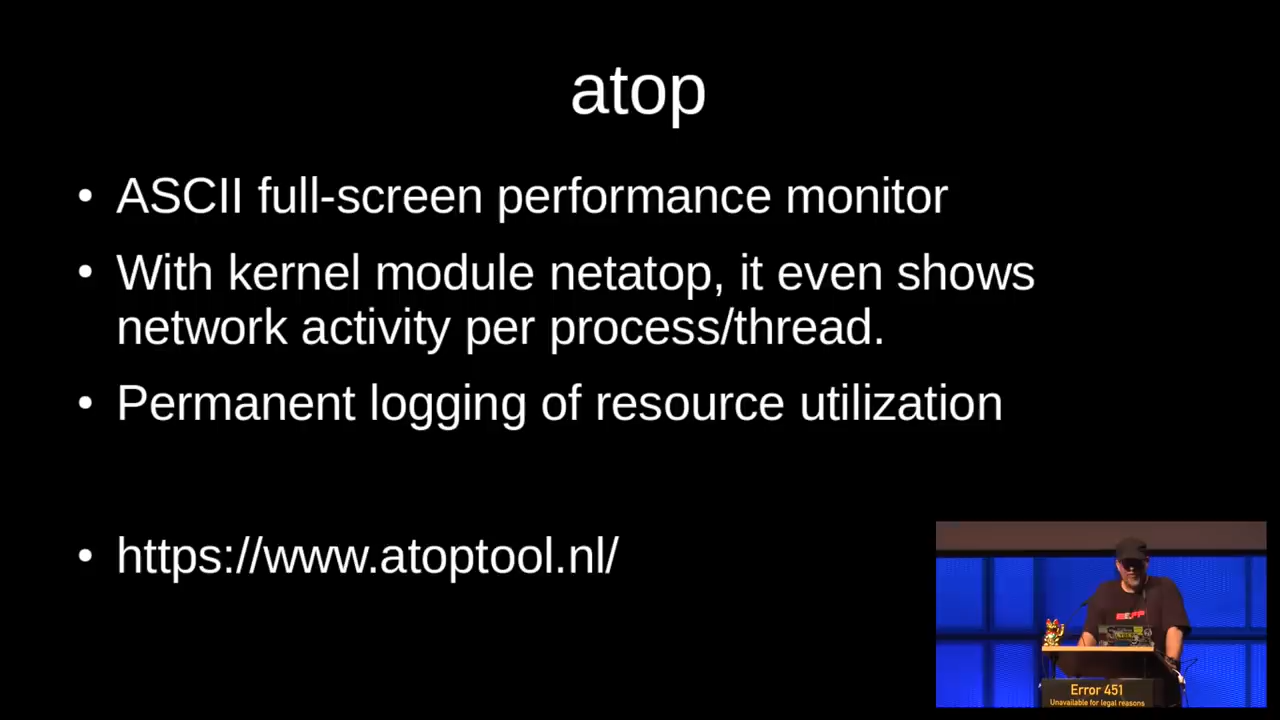 atop
• ASCII full-screen performance monitor
• With kernel module netatop, it even shows
network activity per process/thread.
• Permanent logging of resource utilization
• https://www.atoptool.nl/
Error 451
Unavailable for legal reasons